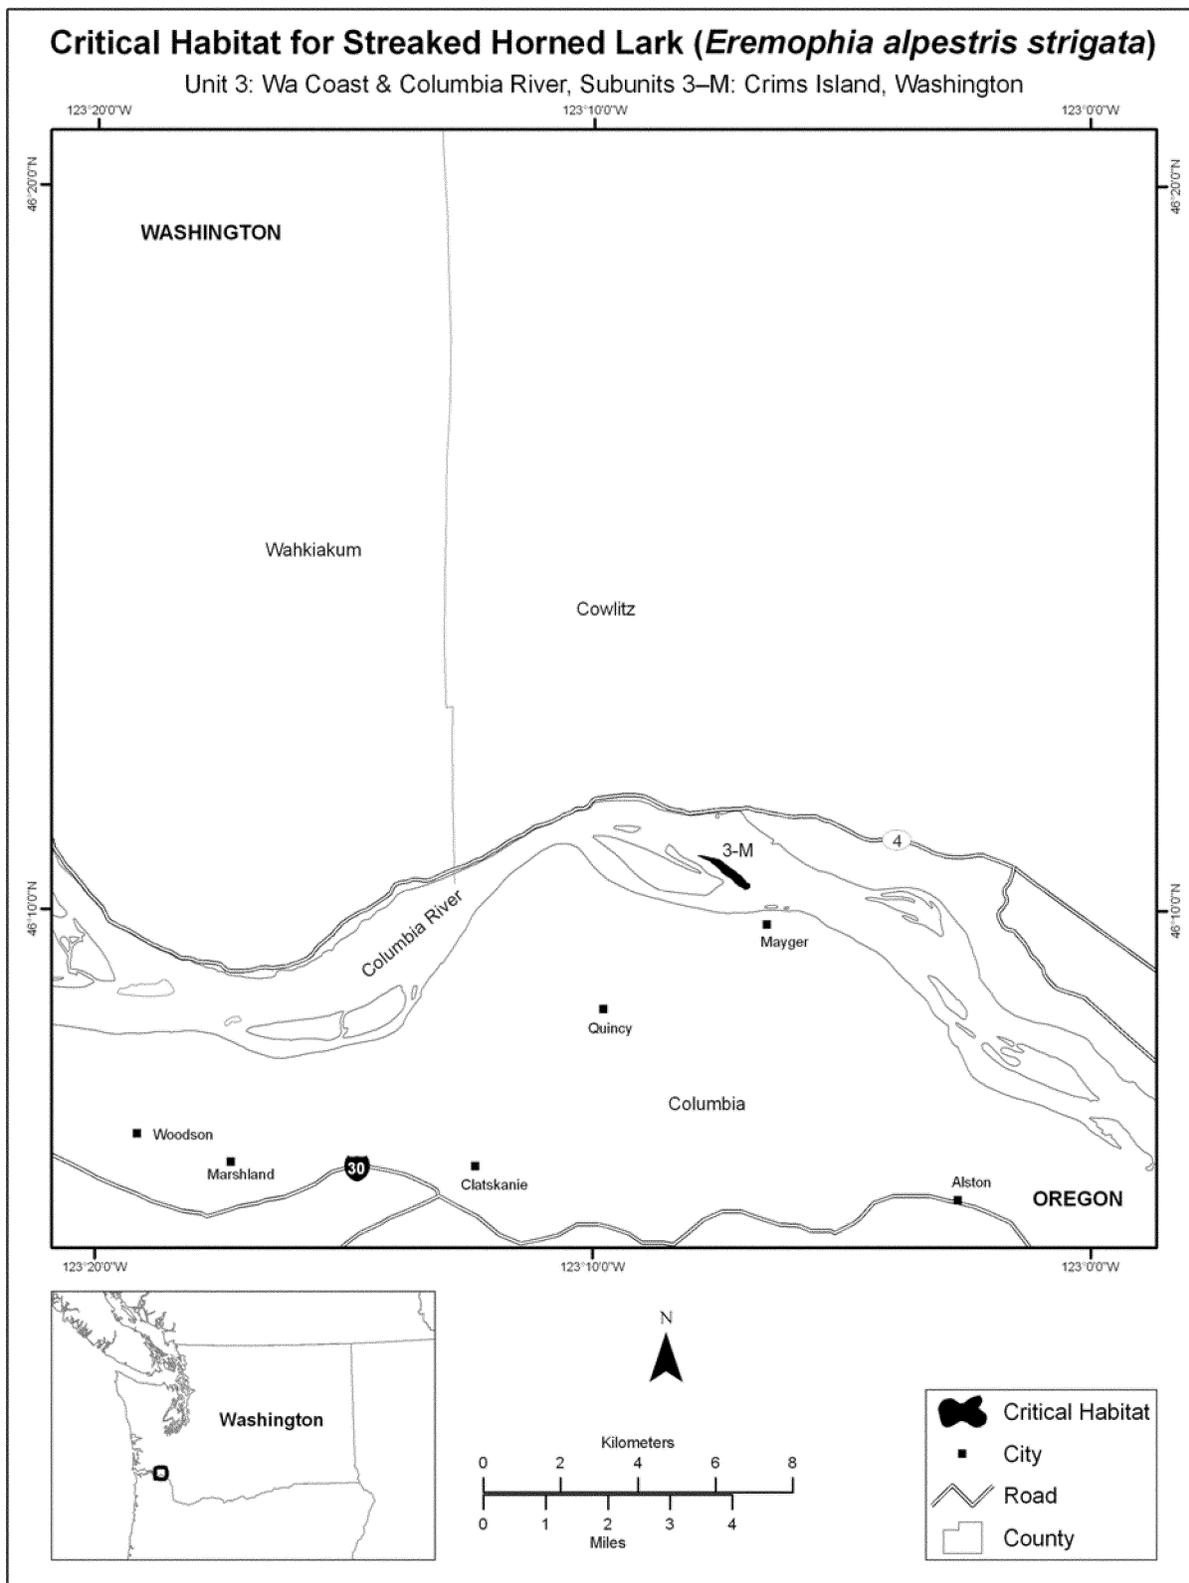 Critical Habitat for Streaked Horned Lark (Eremophia alpestris strigata)
Unit 3: Wa Coast & Columbia River, Subunits 3–M: Crims Island, Washington
123°20'0"W 123°10'0"W 123°0'0"W
46°20'0"N 46°20'0"N
WASHINGTON
Wahkiakum
Cowlitz
4
3-M
46°10'0"N 46°10'0"N
Columbia River
Mayger
Quincy
Columbia
Woodson
Marshland
30
Clatskanie
Alston
OREGON
123°20'0"W 123°10'0"W 123°0'0"W
Washington
N
Kilometers
0 2 4 6 8
0 1 2 3 4
Miles
Critical Habitat
City
Road
County